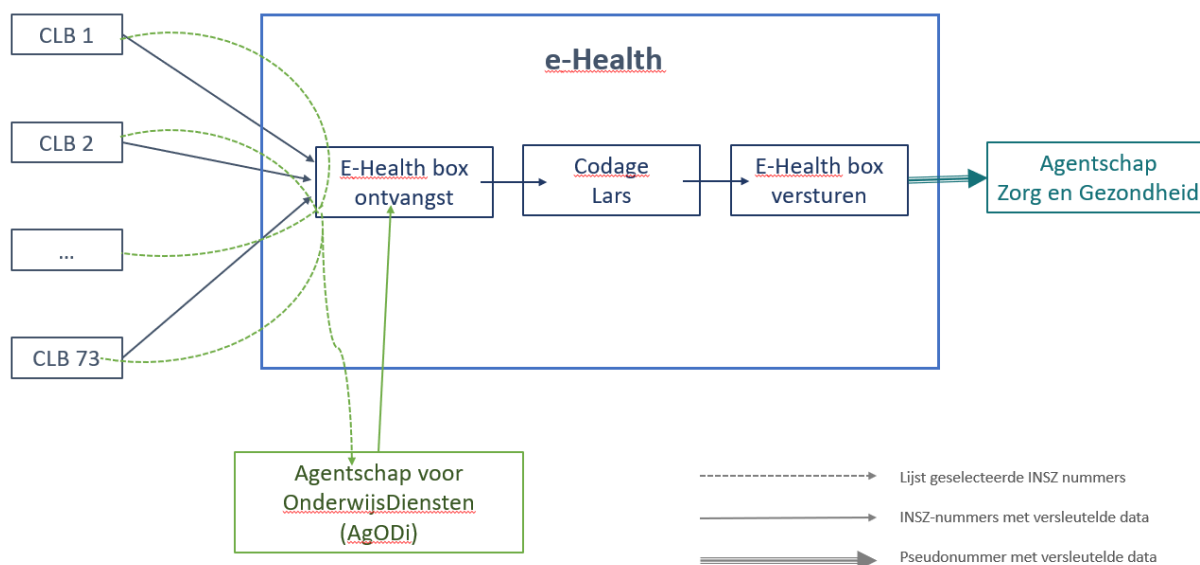 CLB 1
CLB 2
...
CLB 73
e-Health
E-Health box
ontvangst
Codage
Lars
E-Health box
versturen
Agentschap
Zorg en Gezondheid
Agentschap voor
OnderwijsDiensten
(AgODi)
Lijst geselecteerde INSZ nummers
INSZ-nummers met versleutelde data
Pseudonummer met versleutelde data